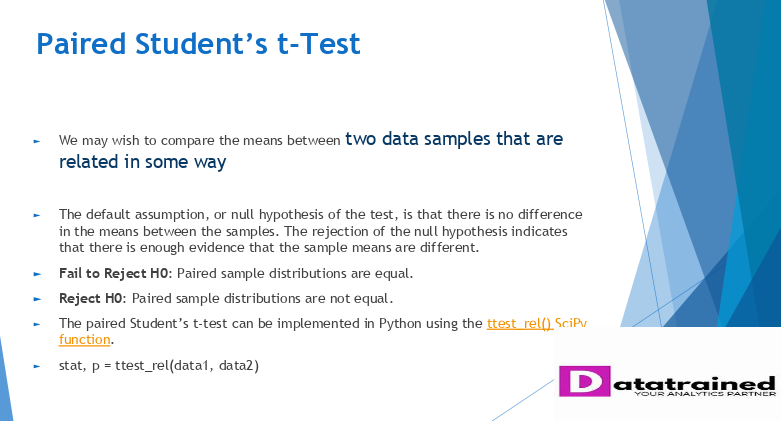 Paired Student’s t-Test
► We may wish to compare the means between two data samples that are
related in some way
► The default assumption, or null hypothesis of the test, is that there is no difference
in the means between the samples. The rejection of the null hypothesis indicates
that there is enough evidence that the sample means are different.
► Fail to Reject H0: Paired sample distributions are equal.
► Reject H0: Paired sample distributions are not equal.
► The paired Student’s t-test can be implemented in Python using the ttest_rel() SciPy
function.
► stat, p = ttest_rel(data1, data2)
Datatrained
YOUR ANALYTICS PARTNER